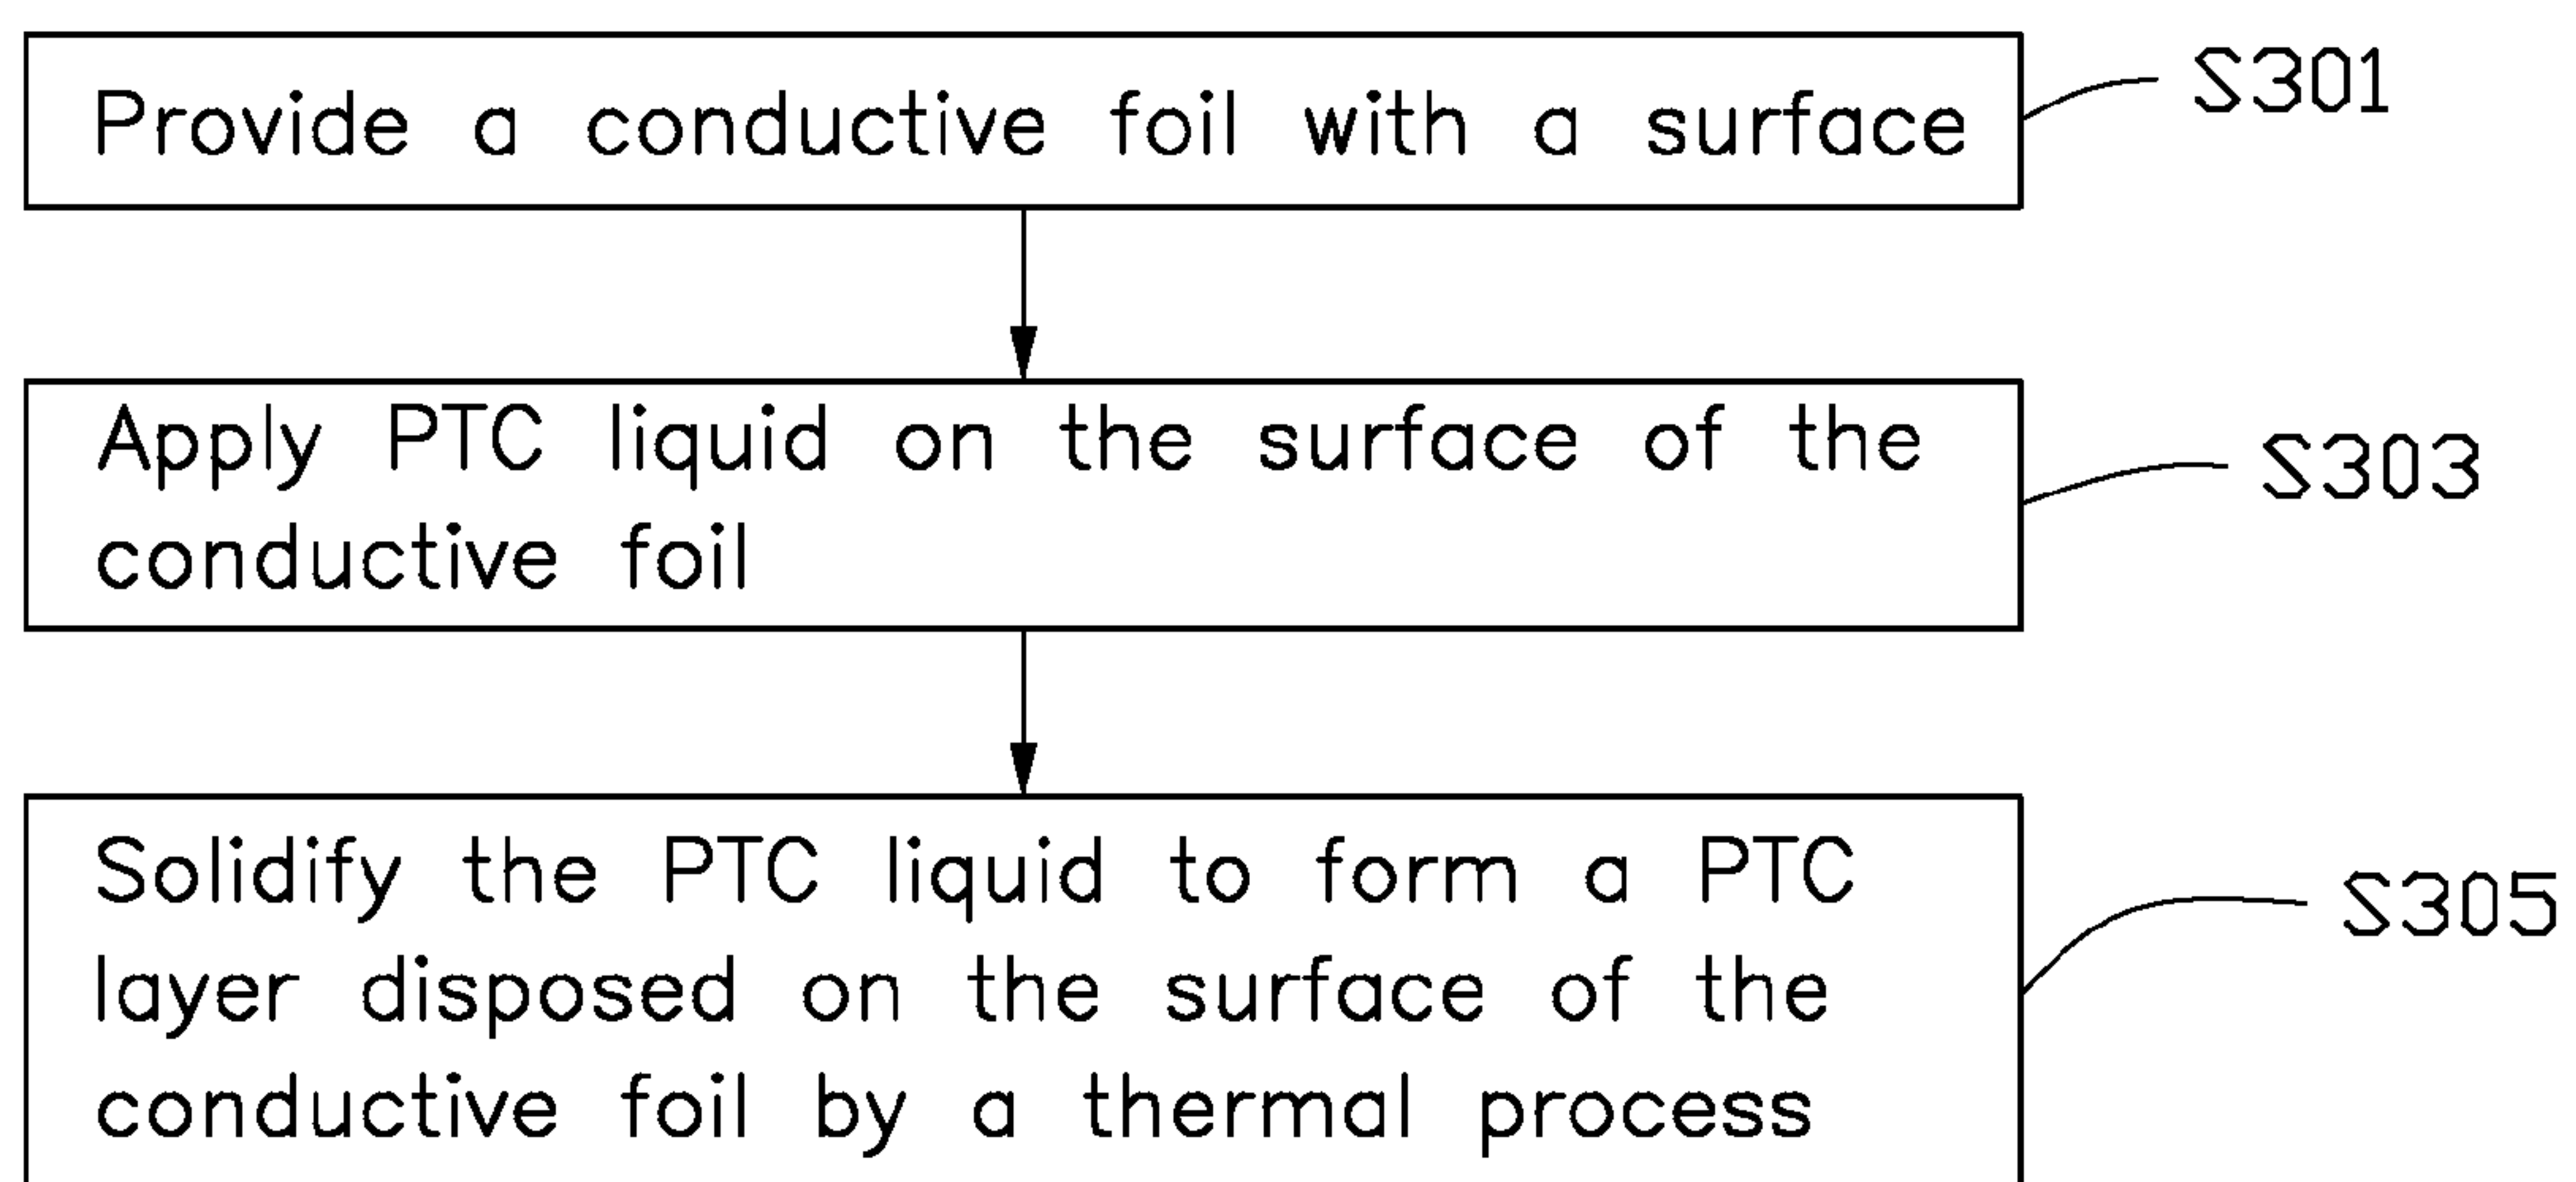 Provide a conductive foil with a surface
S301
Apply PTC liquid on the surface of the
conductive foil
S303
Solidify the PTC liquid to form a PTC
layer disposed on the surface of the
conductive foil by a thermal process
S305